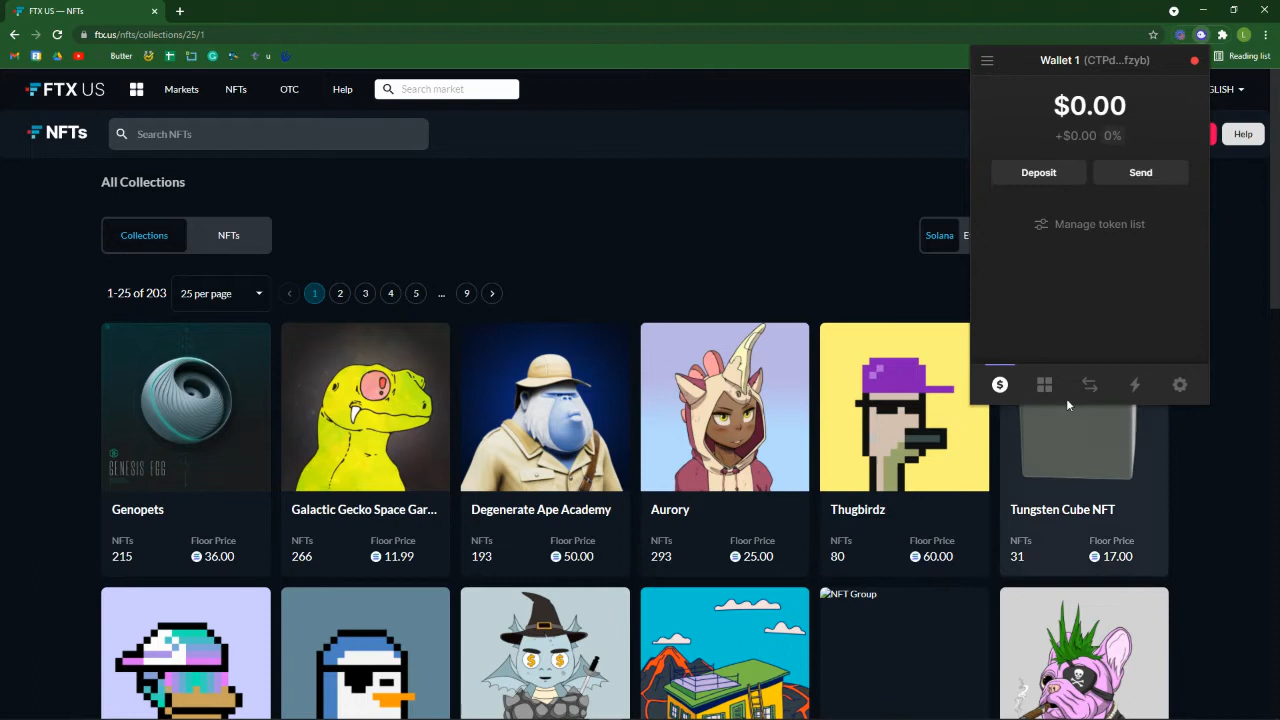 FTX US — NFTs
ftx.us/nfts/collections/25/1
Butter
u
Reading list
FTX US
Markets
NFTs
OTC
Help
Search market
GLISH
NFTs
Search NFTs
Help
Wallet 1 (CTPd...fzyb)
$0.00
+$0.00 0%
Deposit
Send
Manage token list
All Collections
Collections
NFTs
Solana
E
1-25 of 203
25 per page
1
2
3
4
5
...
9
GENESIS EGG
Genopets
NFTs
Floor Price
215
36.00
Galactic Gecko Space Gar...
NFTs
Floor Price
266
11.99
Degenerate Ape Academy
NFTs
Floor Price
193
50.00
Aurory
NFTs
Floor Price
293
25.00
Thugbirdz
NFTs
Floor Price
80
60.00
Tungsten Cube NFT
NFTs
Floor Price
31
17.00
NFT Group